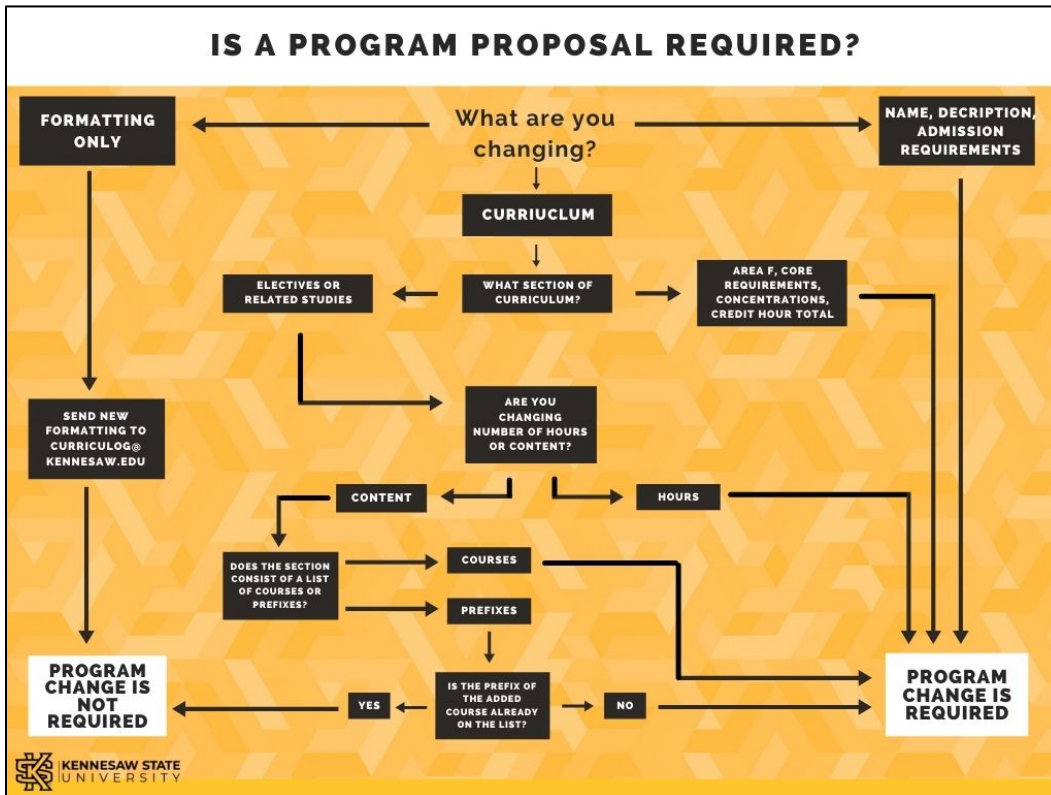 IS A PROGRAM PROPOSAL REQUIRED?
FORMATTING
ONLY
What are you
changing?
NAME, DECRIPTION,
ADMISSION
REQUIREMENTS
CURRIUCLUM
ELECTIVES OR
RELATED STUDIES
WHAT SECTION OF
CURRICULUM?
AREA F, CORE
REQUIREMENTS,
CONCENTRATIONS,
CREDIT HOUR TOTAL
SEND NEW
FORMATTING TO
CURRICULOG@
KENNESAW.EDU
ARE YOU
CHANGING
NUMBER OF HOURS
OR CONTENT?
CONTENT
HOURS
DOES THE SECTION
CONSIST OF A LIST
OF COURSES OR
PREFIXES?
COURSES
PREFIXES
PROGRAM
CHANGE IS
NOT
REQUIRED
YES
IS THE PREFIX OF
THE ADDED
COURSE ALREADY
ON THE LIST?
NO
PROGRAM
CHANGE IS
REQUIRED
KENNESAW STATE
UNIVERSITY